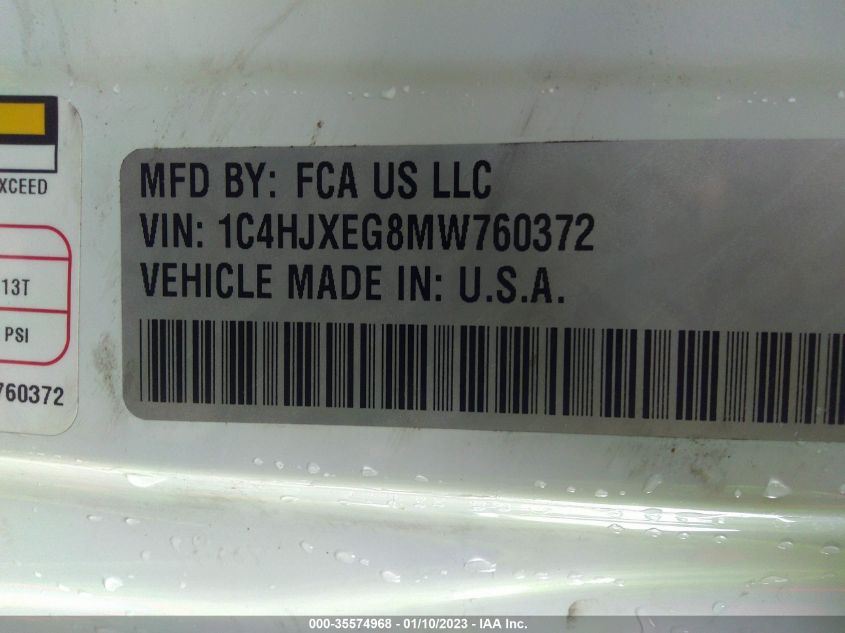 XCEED
13T
PSI
760372
MFD BY: FCA US LLC
VIN: 1C4HJXEG8MW760372
VEHICLE MADE IN: U.S.A.
000-35574968 - 01/10/2023 - IAA Inc.